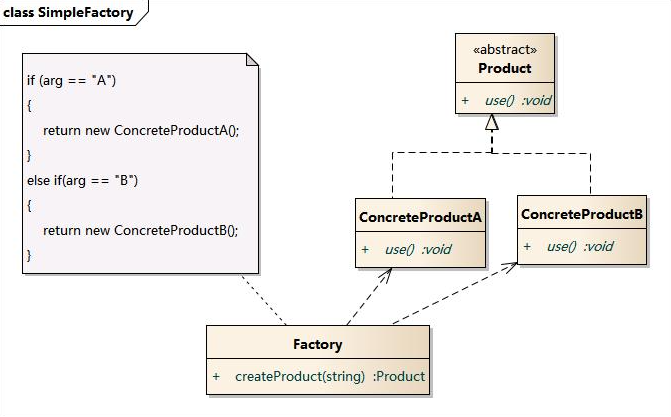 class SimpleFactory
if (arg == "A")
{
return new ConcreteProductA();
}
else if(arg == "B")
{
return new ConcreteProductB();
}
«abstract»
Product
+ use() :void
ConcreteProductA
+ use() :void
ConcreteProductB
+ use() :void
Factory
+ createProduct(string) :Product